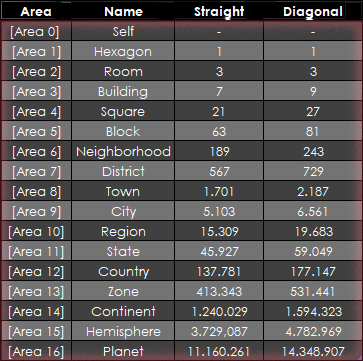 Area Name Straight Diagonal
[Area 0] Self - -
[Area 1] Hexagon 1 1
[Area 2] Room 3 3
[Area 3] Building 7 9
[Area 4] Square 21 27
[Area 5] Block 63 81
[Area 6] Neighborhood 189 243
[Area 7] District 567 729
[Area 8] Town 1.701 2.187
[Area 9] City 5.103 6.561
[Area 10] Region 15.309 19.683
[Area 11] State 45.927 59.049
[Area 12] Country 137.781 177.147
[Area 13] Zone 413.343 531.441
[Area 14] Continent 1.240.029 1.594.323
[Area 15] Hemisphere 3.729,087 4.782.969
[Area 16] Planet 11.160.261 14.348.907